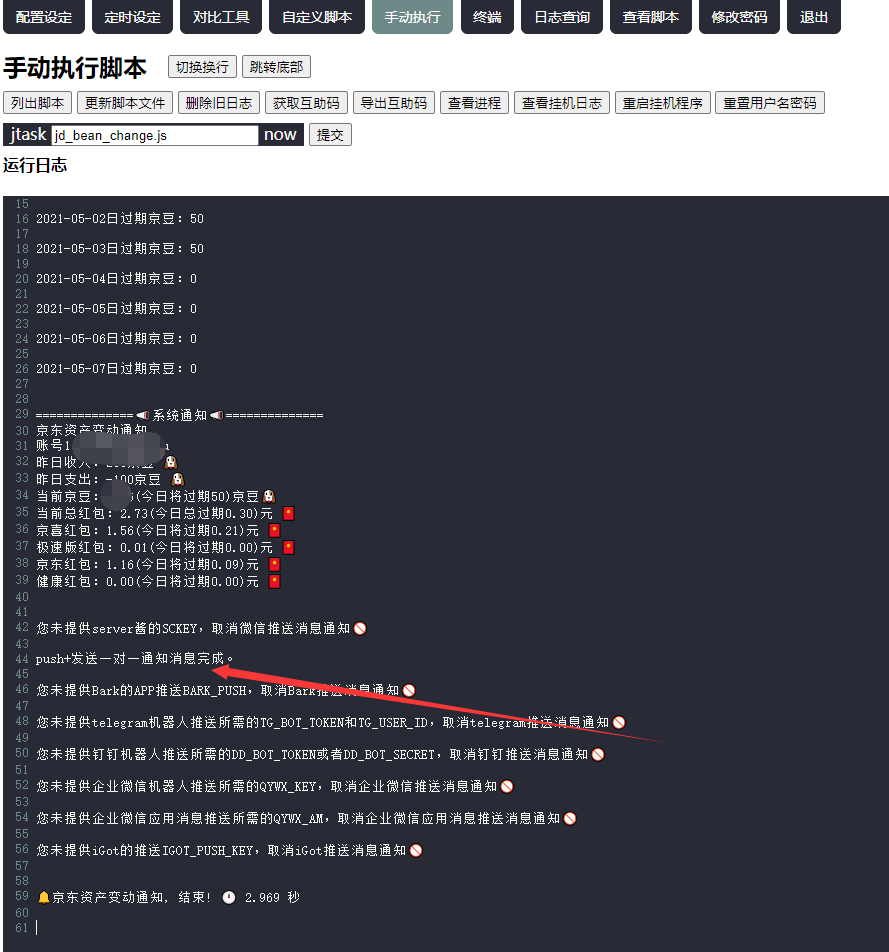 配置设定 定时设定 对比工具 自定义脚本 手动执行 终端 日志查询 查看脚本 修改密码 退出
手动执行脚本 切换换行 跳转底部
列出脚本 更新脚本文件 删除旧日志 获取互助码 导出互助码 查看进程 查看挂机日志 重启挂机程序 重置用户名密码
jtask jd_bean_change.js now 提交
运行日志
15
16 2021-05-02日过期京豆: 50
17
18 2021-05-03日过期京豆: 50
19
20 2021-05-04日过期京豆: 0
21
22 2021-05-05日过期京豆: 0
23
24 2021-05-06日过期京豆: 0
25
26 2021-05-07日过期京豆: 0
27
28
29 ==============📣系统通知📣==============
30 京东资产变动通知
31 账号1
32 昨日收入: 京豆 🐶
33 昨日支出: -100京豆 🐶
34 当前京豆: (今日将过期50)京豆🐶
35 当前总红包: 2.73(今日总过期0.30)元 🧧
36 京喜红包: 1.56(今日将过期0.21)元 🧧
37 极速版红包: 0.01(今日将过期0.00)元 🧧
38 京东红包: 1.16(今日将过期0.09)元 🧧
39 健康红包: 0.00(今日将过期0.00)元 🧧
40
41
42 您未提供server酱的SCKEY，取消微信推送消息通知🚫
43
44 push+发送一对一通知消息完成。
45
46 您未提供Bark的APP推送BARK_PUSH，取消Bark推送消息通知🚫
47
48 您未提供telegram机器人推送所需的TG_BOT_TOKEN和TG_USER_ID，取消telegram推送消息通知🚫
49
50 您未提供钉钉机器人推送所需的DD_BOT_TOKEN或者DD_BOT_SECRET，取消钉钉推送消息通知🚫
51
52 您未提供企业微信机器人推送所需的QYWX_KEY，取消企业微信推送消息通知🚫
53
54 您未提供企业微信应用消息推送所需的QYWX_AM，取消企业微信应用消息推送消息通知🚫
55
56 您未提供iGot的推送IGOT_PUSH_KEY，取消iGot推送消息通知🚫
57
58
59 🔔京东资产变动通知, 结束! 🕛 2.969 秒
60
61